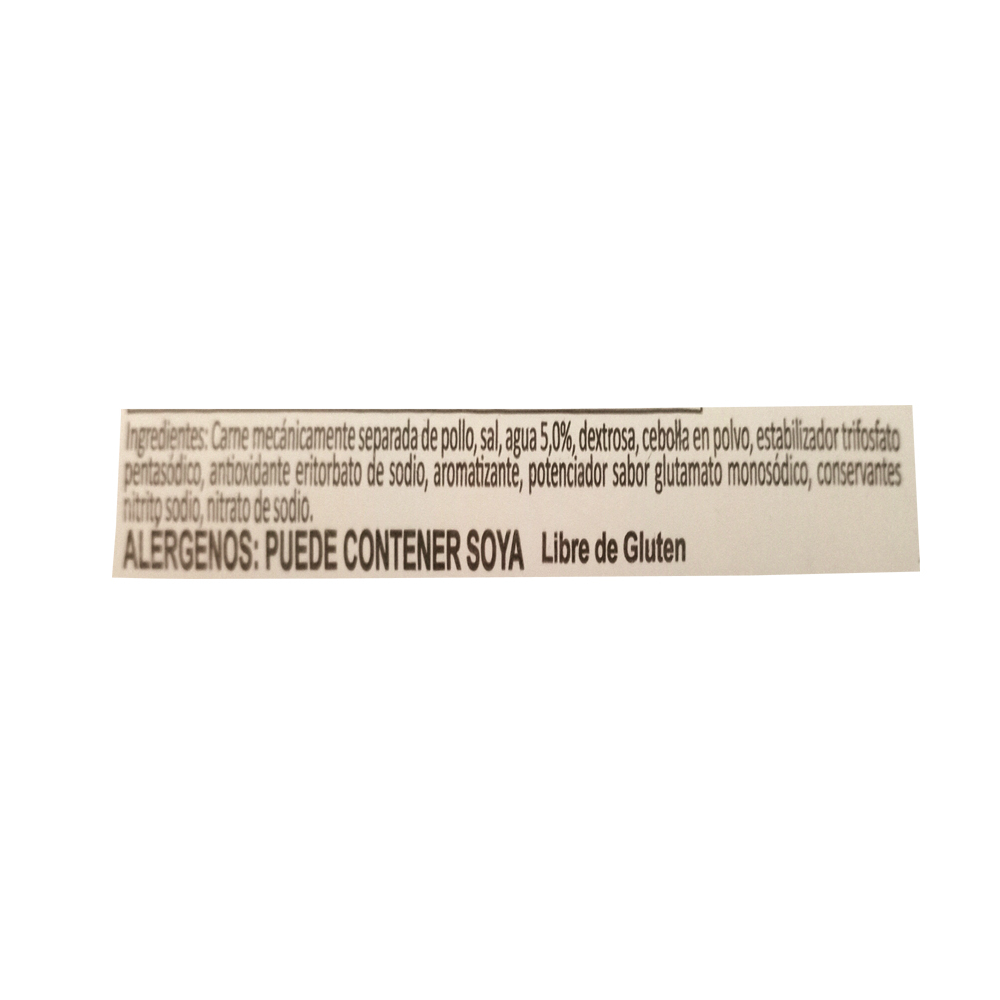 Ingredientes: Carne mecánicamente separada de pollo, sal, agua 5,0%, dextrosa, cebolla en polvo, estabilizador trifosfato
pentasódico, antioxidante eritorbato de sodio, aromatizante, potenciador sabor glutamato monosódico, conservantes
nitrito sodio, nitrato de sodio.
ALÉRGENOS: PUEDE CONTENER SOYA Libre de Gluten